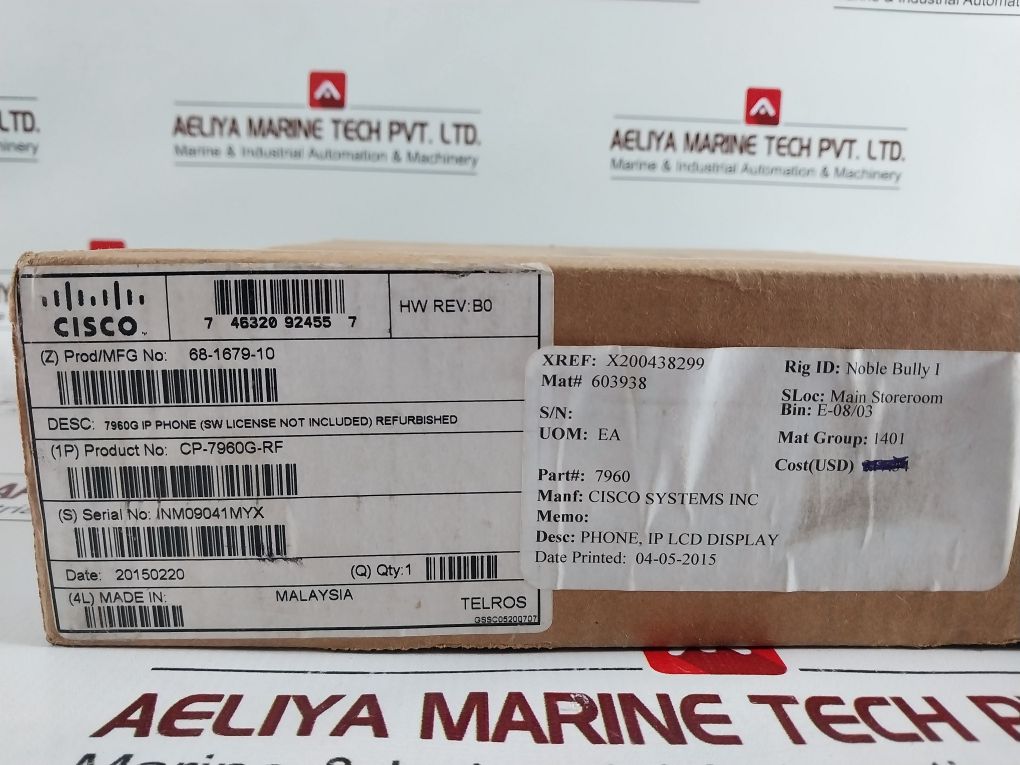 & Industrial Automat
LTD.
hinery
AELIYA MARINE TECH PVT. LTD.
Marine & Industrial Automation & Machinery
AELIYA MARINE TECH PVT. LTD.
Marine & Industrial Automation & Machinery
CISCO
7 46320 92455 7
HW REV:B0
(Z) Prod/MFG No: 68-1679-10
DESC: 7960G IP PHONE (SW LICENSE NOT INCLUDED) REFURBISHED
(1P) Product No: CP-7960G-RF
(S) Serial No: INM09041MYX
Date: 20150220
(Q) Qty:1
(4L) MADE IN: MALAYSIA
TELROS
GSSC05200707
XREF: X200438299
Mat# 603938
S/N:
UOM: EA
Part#: 7960
Manf: CISCO SYSTEMS INC
Memo:
Desc: PHONE, IP LCD DISPLAY
Date Printed: 04-05-2015
Rig ID: Noble Bully I
SLoc: Main Storeroom
Bin: E-08/03
Mat Group: 1401
Cost(USD)
AELIYA MARINE TECH P